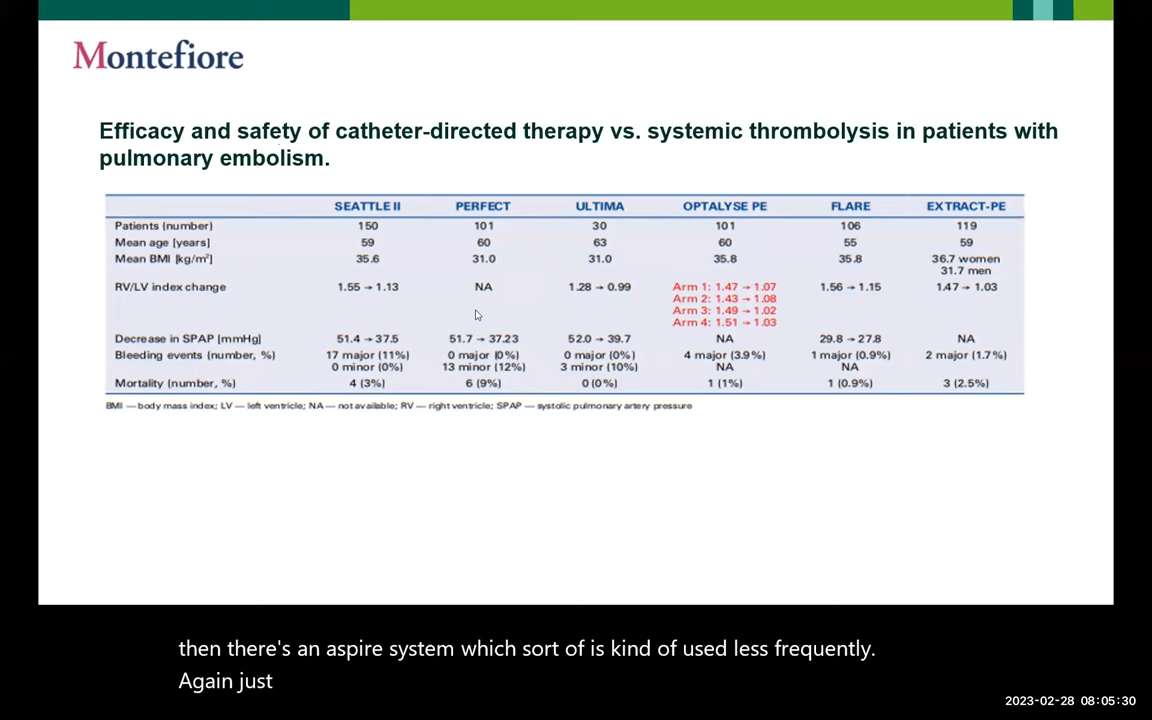 Montefiore
Efficacy and safety of catheter-directed therapy vs. systemic thrombolysis in patients with
pulmonary embolism.
SEATTLE II PERFECT ULTIMA OPTALYSE PE FLARE EXTRACT-PE
Patients (number) 150 101 30 101 106 119
Mean age [years] 59 60 63 60 55 59
Mean BMI [kg/m²] 35.6 31.0 31.0 35.8 35.8 36.7 women
31.7 men
RV/LV index change 1.55 → 1.13 NA 1.28 → 0.99 Arm 1: 1.47 → 1.07 1.56 → 1.15 1.47 → 1.03
Arm 2: 1.43 → 1.08
Arm 3: 1.49 → 1.02
Arm 4: 1.51 → 1.03
Decrease in SPAP [mmHg] 51.4 → 37.5 51.7 → 37.23 52.0 → 39.7 NA 29.8 → 27.8 NA
Bleeding events (number, %) 17 major (11%) 0 major (0%) 0 major (0%) 4 major (3.9%) 1 major (0.9%) 2 major (1.7%)
0 minor (0%) 13 minor (12%) 3 minor (10%) NA NA
Mortality (number, %) 4 (3%) 6 (9%) 0 (0%) 1 (1%) 1 (0.9%) 3 (2.5%)
BMI — body mass index; LV — left ventricle; NA — not available; RV — right ventricle; SPAP — systolic pulmonary artery pressure
then there's an aspire system which sort of is kind of used less frequently.
Again just
2023-02-28 08:05:30